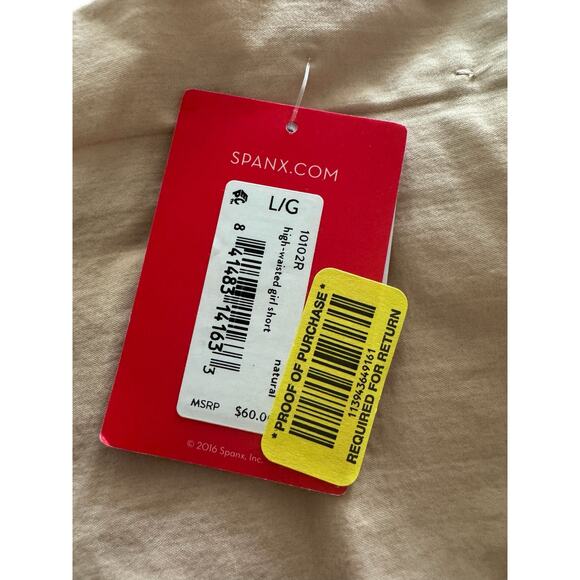 SPANX.COM
L/G
10102R
high-waisted girl short
natural
8 41483 14163 3
MSRP $60.0
© 2016 Spanx, Inc.
* PROOF OF PURCHASE *
113943649161
REQUIRED FOR RETURN